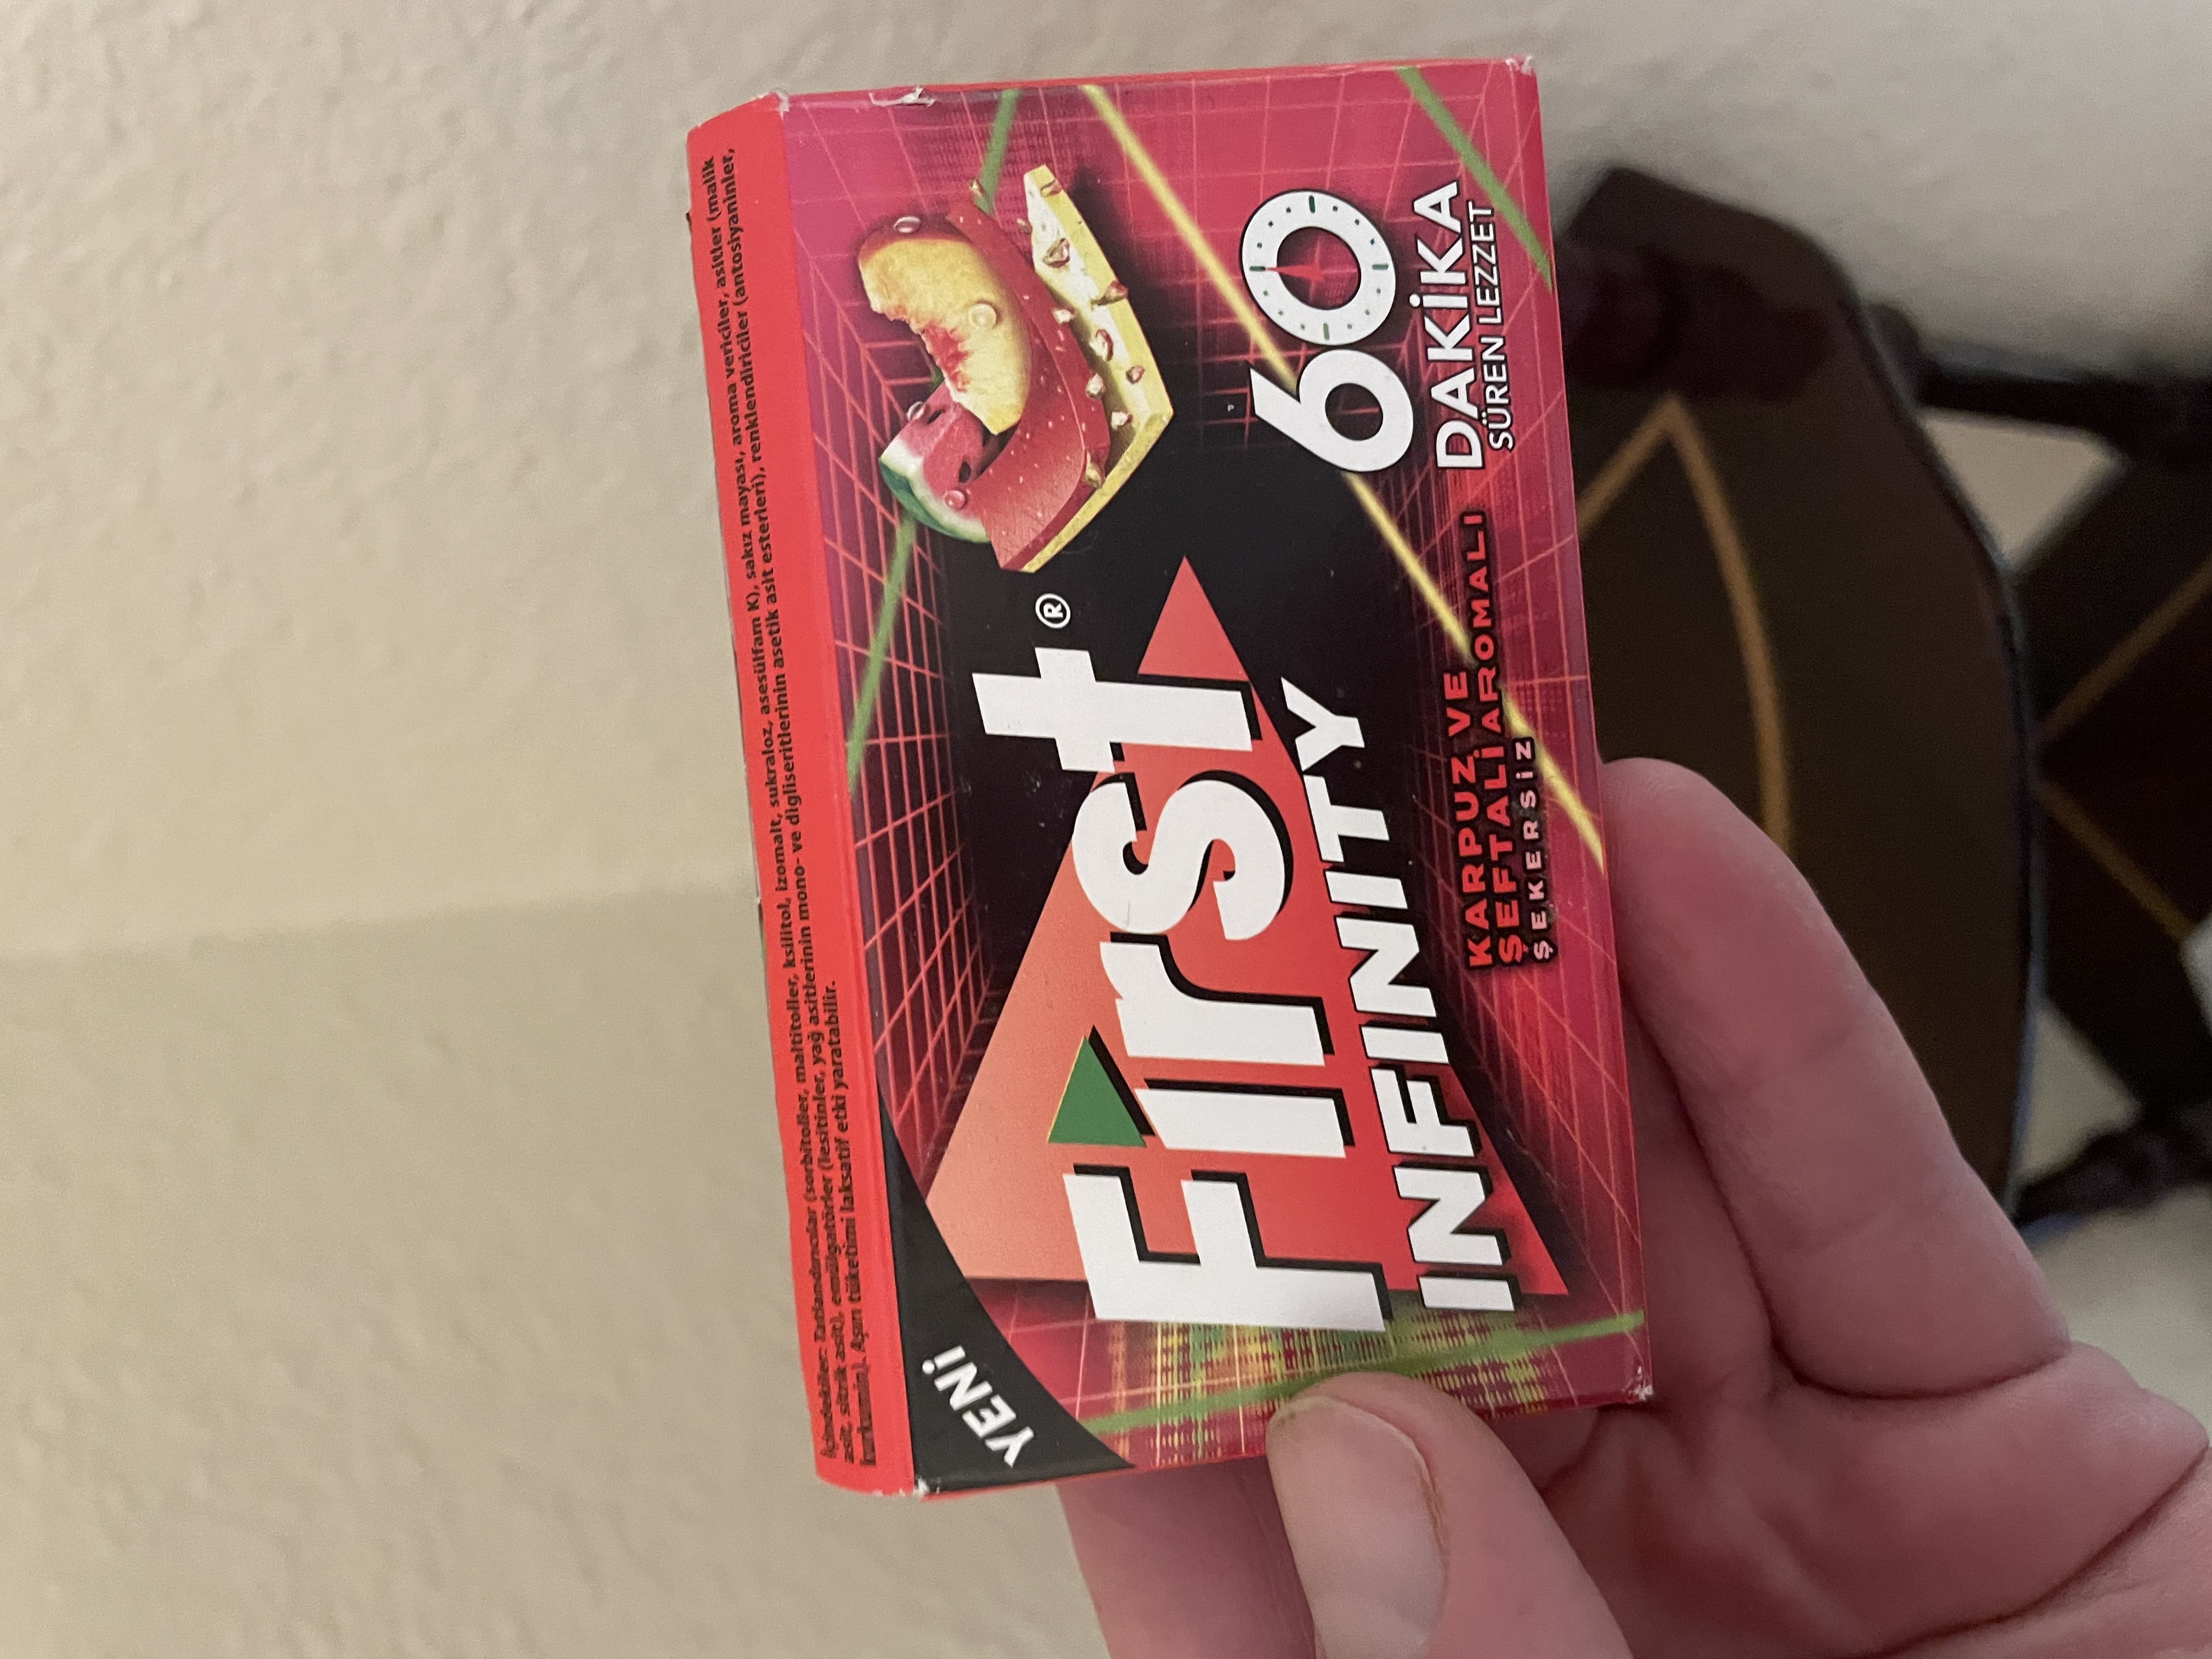 İçindekiler: Tatlandırıcılar (sorbitoller, maltitoller, ksilitol, izomalt, sukraloz, asesülfam K), sakız mayası, aroma vericiler, asitler (malik
asit, sitrik asit), emülgatörler (lesitinler, yağ asitlerinin mono- ve digliseritlerinin asetik asit esterleri), renklendiriciler (antosiyaninler,
kurkumin). Aşırı tüketimi laksatif etki yaratabilir.
YENİ
First®
INFINITY
KARPUZ VE
ŞEFTALİ AROMALI
ŞEKERSİZ
60
DAKİKA
SÜREN LEZZET